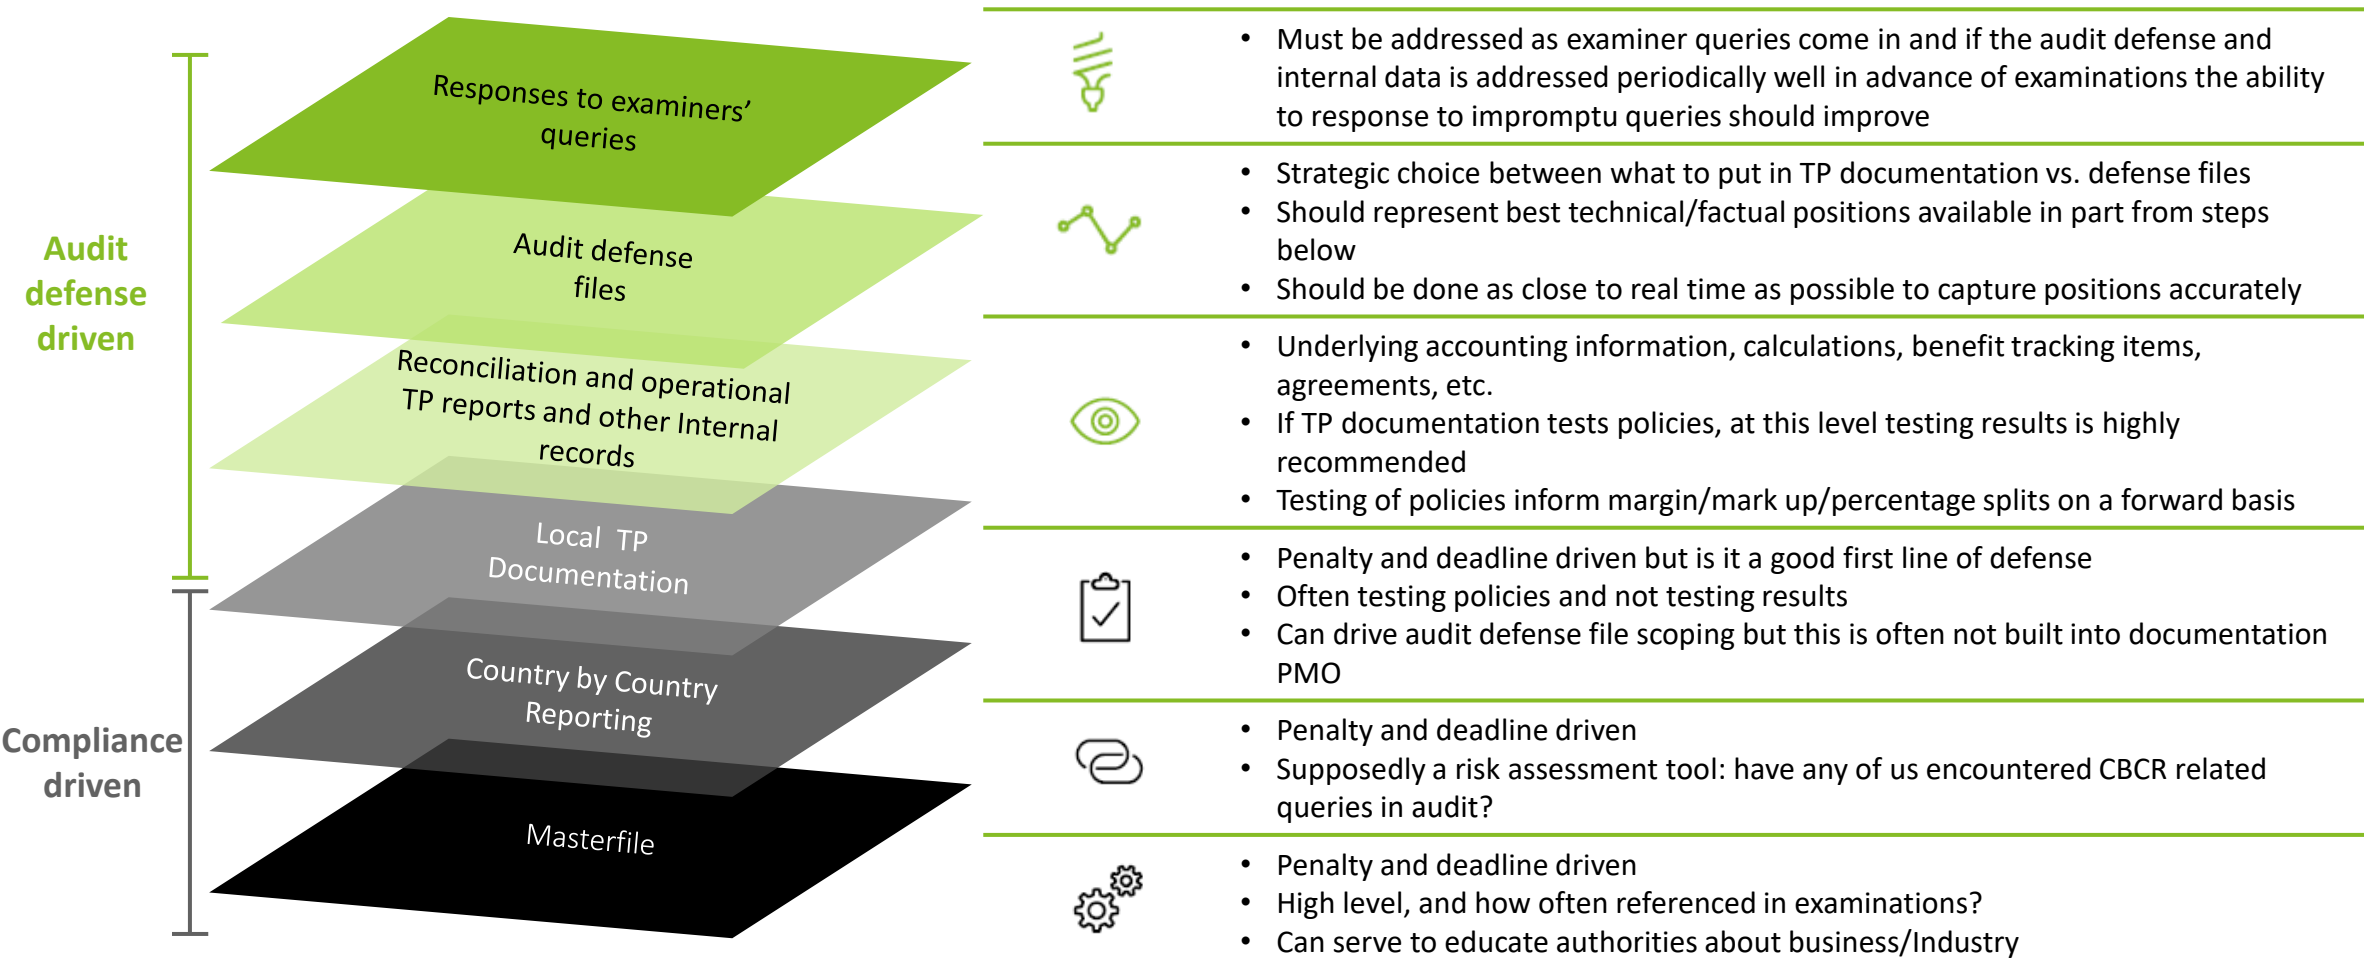 Audit
defense
driven
Compliance
driven
Responses to examiners’
queries
Audit defense
files
Reconciliation and operational
TP reports and other Internal
records
Local TP
Documentation
Country by Country
Reporting
Masterfile
• Must be addressed as examiner queries come in and if the audit defense and
internal data is addressed periodically well in advance of examinations the ability
to response to impromptu queries should improve
• Strategic choice between what to put in TP documentation vs. defense files
• Should represent best technical/factual positions available in part from steps
below
• Should be done as close to real time as possible to capture positions accurately
• Underlying accounting information, calculations, benefit tracking items,
agreements, etc.
• If TP documentation tests policies, at this level testing results is highly
recommended
• Testing of policies inform margin/mark up/percentage splits on a forward basis
• Penalty and deadline driven but is it a good first line of defense
• Often testing policies and not testing results
• Can drive audit defense file scoping but this is often not built into documentation
PMO
• Penalty and deadline driven
• Supposedly a risk assessment tool: have any of us encountered CBCR related
queries in audit?
• Penalty and deadline driven
• High level, and how often referenced in examinations?
• Can serve to educate authorities about business/Industry